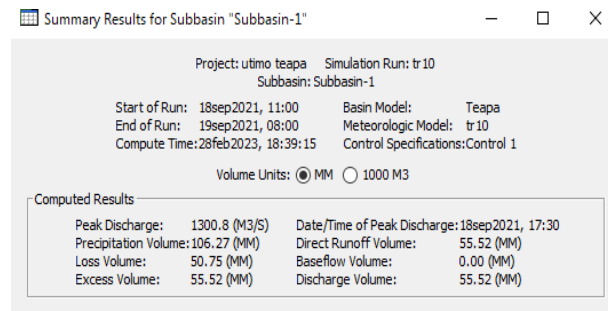 Summary Results for Subbasin "Subbasin-1"
Project: utimo teapa Simulation Run: tr10
Subbasin: Subbasin-1
Start of Run: 18sep2021, 11:00 Basin Model: Teapa
End of Run: 19sep2021, 08:00 Meteorologic Model: tr10
Compute Time:28feb2023, 18:39:15 Control Specifications:Control 1
Volume Units: MM 1000 M3
Computed Results
Peak Discharge: 1300.8 (M3/S) Date/Time of Peak Discharge:18sep2021, 17:30
Precipitation Volume:106.27 (MM) Direct Runoff Volume: 55.52 (MM)
Loss Volume: 50.75 (MM) Baseflow Volume: 0.00 (MM)
Excess Volume: 55.52 (MM) Discharge Volume: 55.52 (MM)